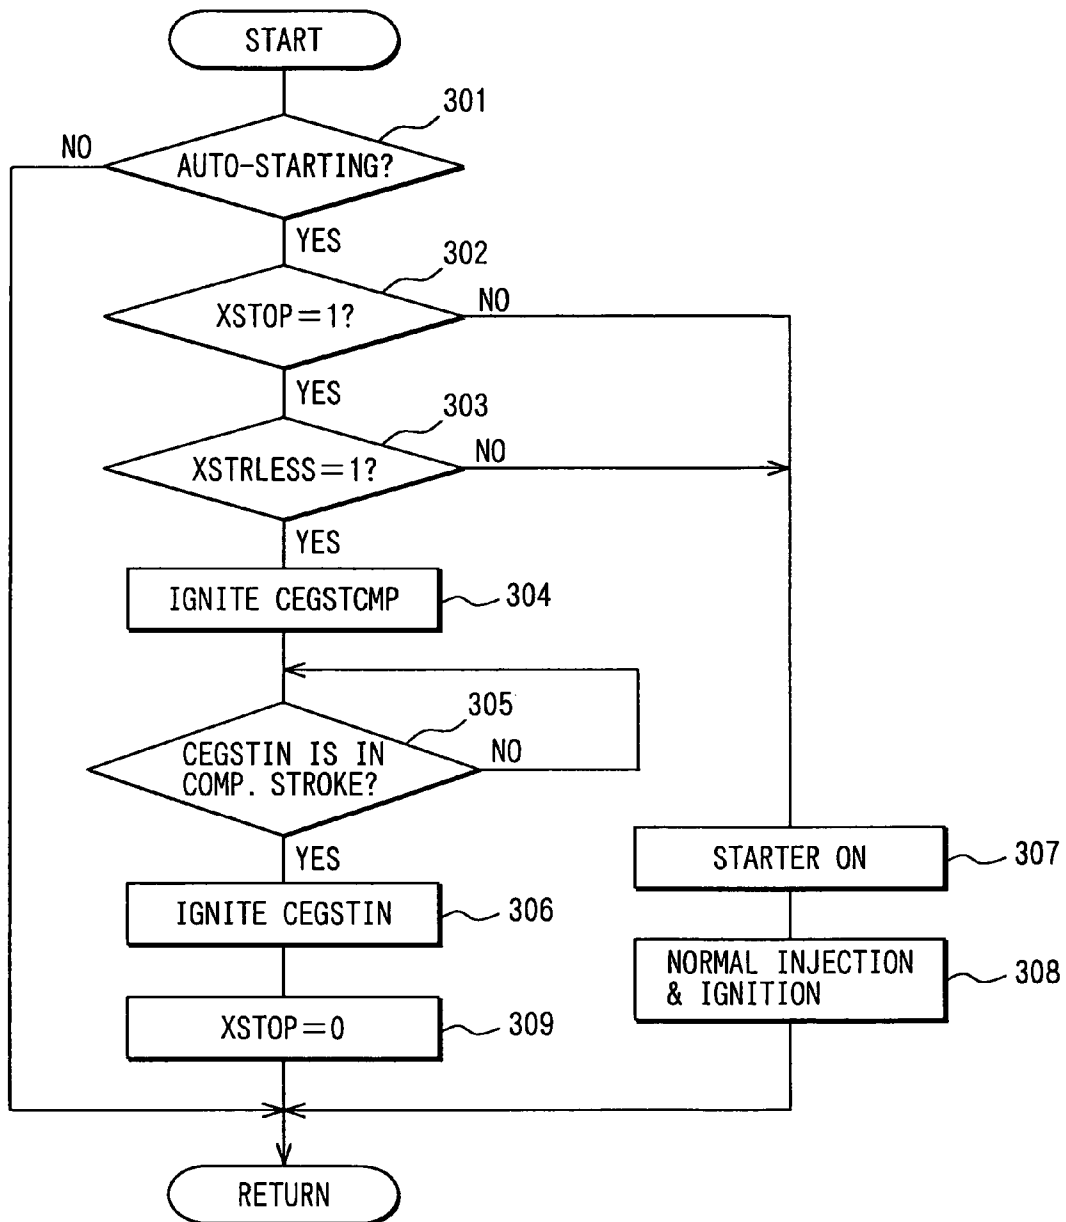 START
301
NO
AUTO-STARTING?
YES
302
NO
XSTOP=1?
YES
303
NO
XSTRLESS=1?
YES
IGNITE CEGSTCMP
304
305
CEGSTIN IS IN
COMP. STROKE?
NO
YES
STARTER ON
307
IGNITE CEGSTIN
306
NORMAL INJECTION
& IGNITION
308
XSTOP=0
309
RETURN